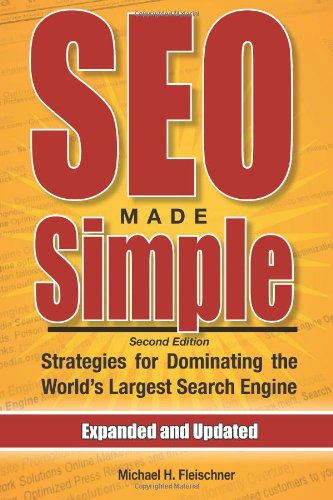 SEO
MADE
Simple
Second Edition
Strategies for Dominating the
World's Largest Search Engine
Expanded and Updated
Michael H. Fleischner